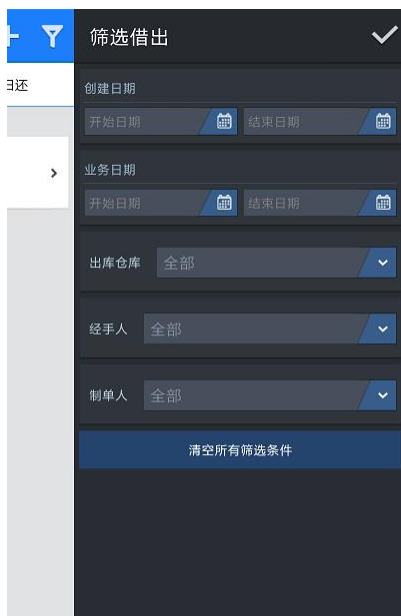 筛选借出
归还
创建日期
开始日期 结束日期
业务日期
开始日期 结束日期
出库仓库 全部
经手人 全部
制单人 全部
清空所有筛选条件